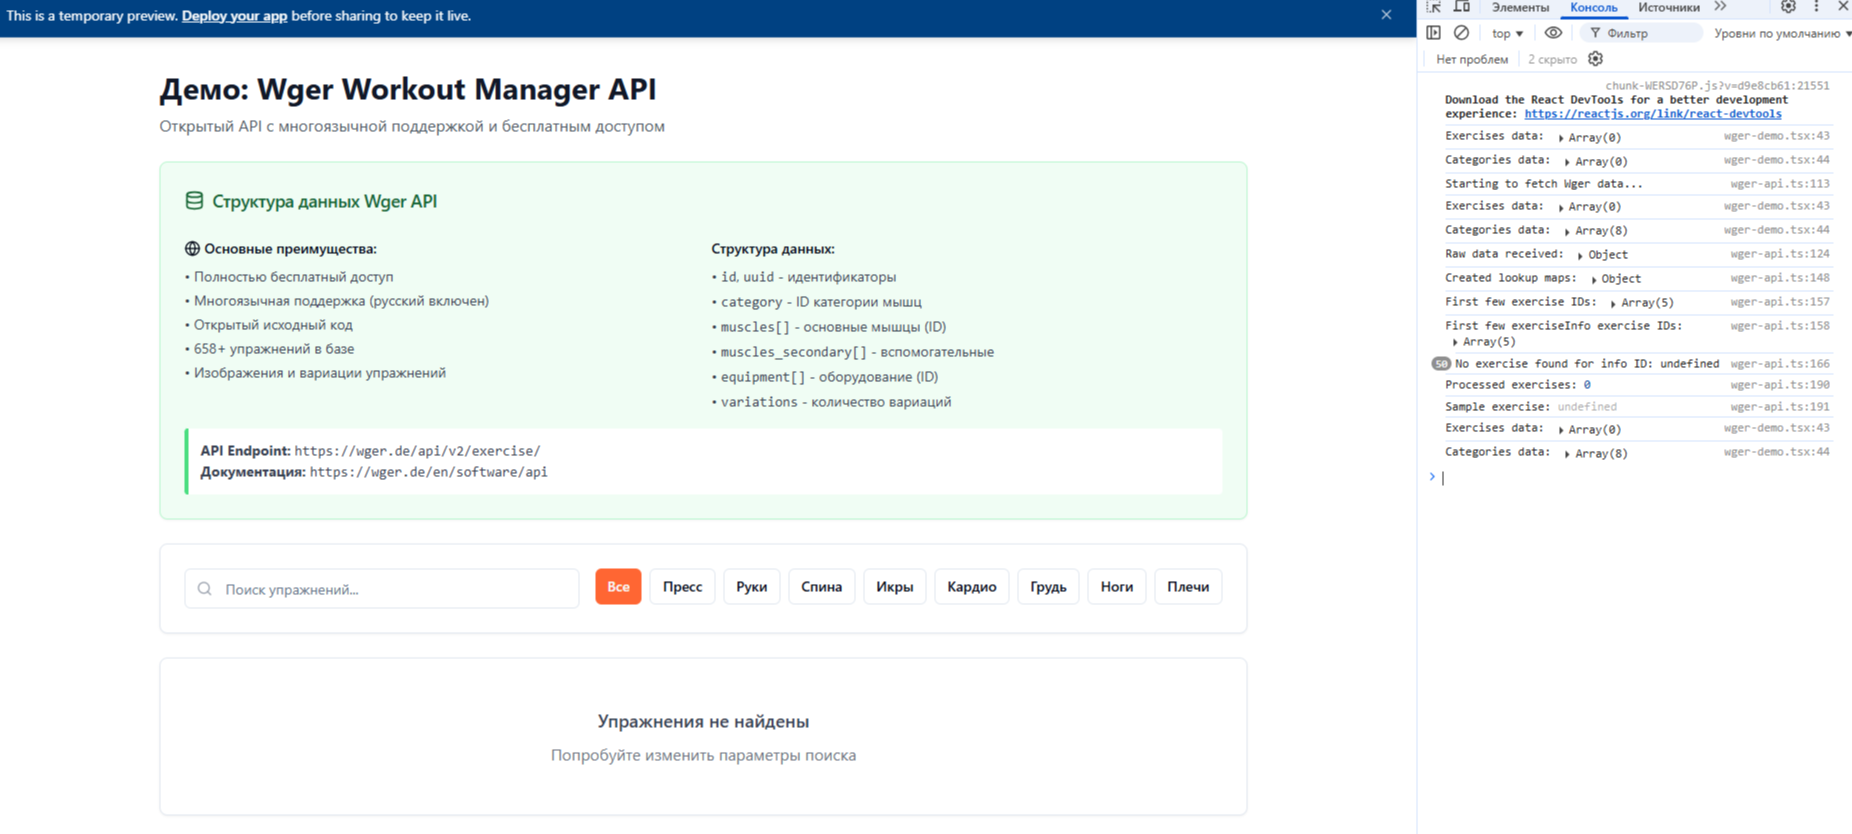 This is a temporary preview. Deploy your app before sharing to keep it live.
Демо: Wger Workout Manager API
Открытый API с многоязычной поддержкой и бесплатным доступом
Структура данных Wger API
Основные преимущества:
• Полностью бесплатный доступ
• Многоязычная поддержка (русский включен)
• Открытый исходный код
• 658+ упражнений в базе
• Изображения и вариации упражнений
Структура данных:
• id, uuid - идентификаторы
• category - ID категории мышц
• muscles[] - основные мышцы (ID)
• muscles_secondary[] - вспомогательные
• equipment[] - оборудование (ID)
• variations - количество вариаций
API Endpoint: https://wger.de/api/v2/exercise/
Документация: https://wger.de/en/software/api
Поиск упражнений...
Все Пресс Руки Спина Икры Кардио Грудь Ноги Плечи
Упражнения не найдены
Попробуйте изменить параметры поиска
Элементы Консоль Источники
top Фильтр Уровни по умолчанию
Нет проблем 2 скрыто
chunk-WERSD76P.js?v=d9e8cb61:21551
Download the React DevTools for a better development
experience: https://reactjs.org/link/react-devtools
Exercises data: Array(0) wger-demo.tsx:43
Categories data: Array(0) wger-demo.tsx:44
Starting to fetch Wger data... wger-api.ts:113
Exercises data: Array(0) wger-demo.tsx:43
Categories data: Array(8) wger-demo.tsx:44
Raw data received: Object wger-api.ts:124
Created lookup maps: Object wger-api.ts:148
First few exercise IDs: Array(5) wger-api.ts:157
First few exerciseInfo exercise IDs: wger-api.ts:158
Array(5)
50 No exercise found for info ID: undefined wger-api.ts:166
Processed exercises: 0 wger-api.ts:190
Sample exercise: undefined wger-api.ts:191
Exercises data: Array(0) wger-demo.tsx:43
Categories data: Array(8) wger-demo.tsx:44